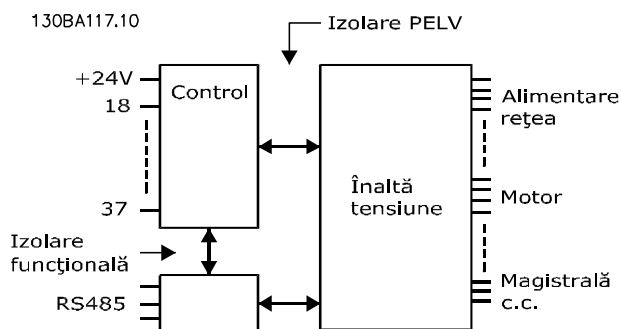 130BA117.10
Izolare PELV
+24V
18
37
Control
Înaltă
tensiune
Alimentare
reţea
Motor
Izolare
funcţională
RS485
Magistrală
c.c.